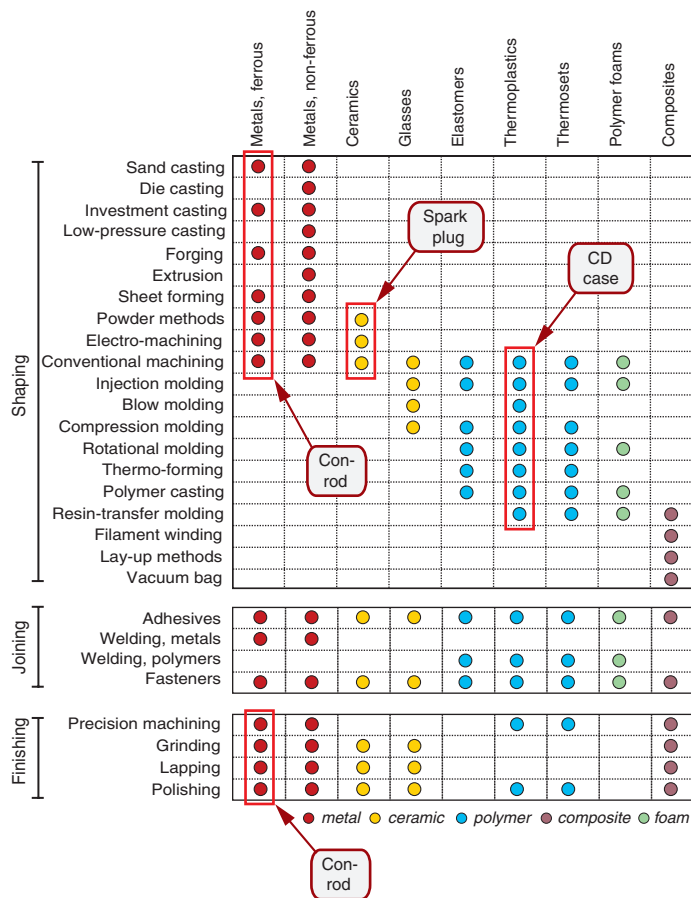 Metals, ferrous
Metals, non-ferrous
Ceramics
Glasses
Elastomers
Thermoplastics
Thermosets
Polymer foams
Composites
Shaping
Sand casting
Die casting
Investment casting
Low-pressure casting
Forging
Extrusion
Sheet forming
Powder methods
Electro-machining
Conventional machining
Injection molding
Blow molding
Compression molding
Rotational molding
Thermo-forming
Polymer casting
Resin-transfer molding
Filament winding
Lay-up methods
Vacuum bag
Spark
plug
CD
case
Con-
rod
Joining
Adhesives
Welding, metals
Welding, polymers
Fasteners
Finishing
Precision machining
Grinding
Lapping
Polishing
metal ceramic polymer composite foam
Con-
rod